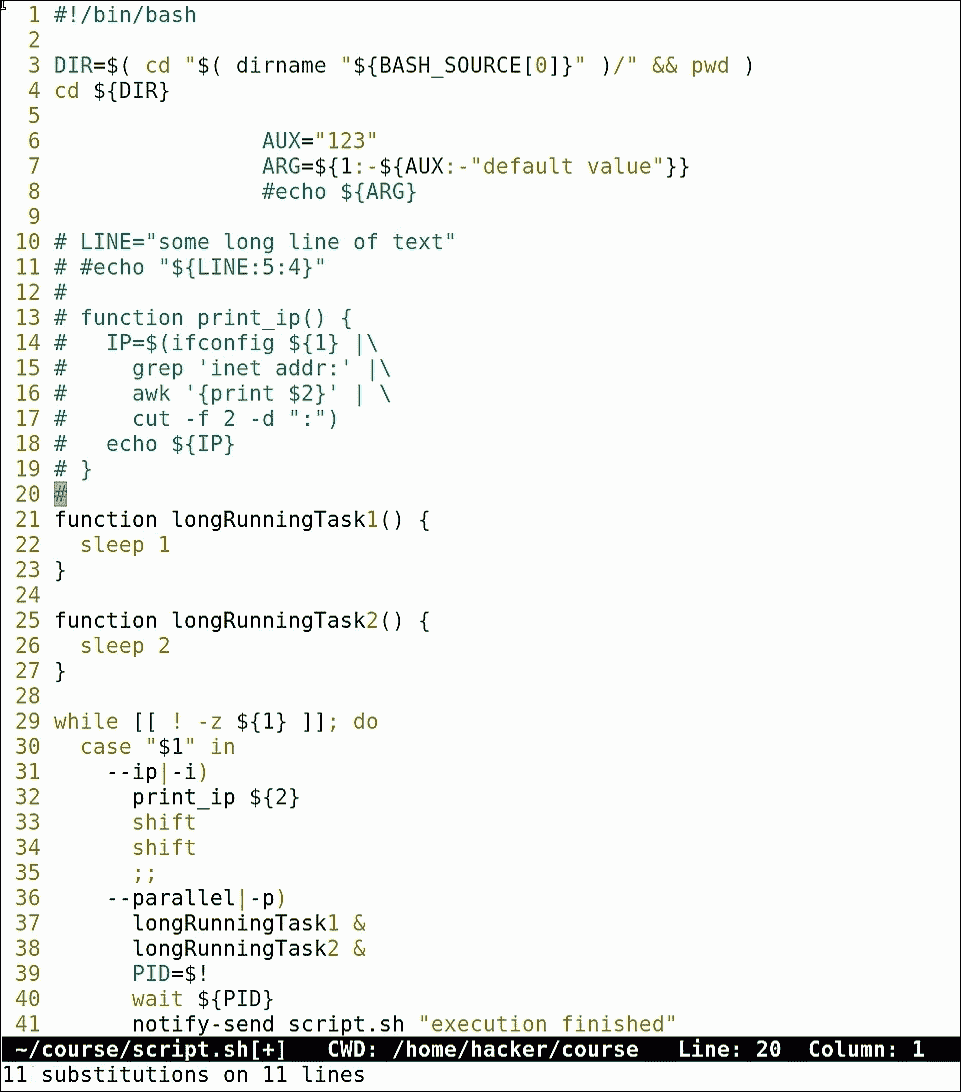 1 #!/bin/bash
2
3 DIR=$( cd "$( dirname "${BASH_SOURCE[0]}" )/" && pwd )
4 cd ${DIR}
5
6                 AUX="123"
7                 ARG=${1:-${AUX:-"default value"}}
8                 #echo ${ARG}
9
10 # LINE="some long line of text"
11 # #echo "${LINE:5:4}"
12 #
13 # function print_ip() {
14 #   IP=$(ifconfig ${1} |\
15 #     grep 'inet addr:' |\
16 #     awk '{print $2}' | \
17 #     cut -f 2 -d ":")
18 #   echo ${IP}
19 # }
20 #
21 function longRunningTask1() {
22   sleep 1
23 }
24
25 function longRunningTask2() {
26   sleep 2
27 }
28
29 while [[ ! -z ${1} ]]; do
30   case "$1" in
31     --ip|-i)
32       print_ip ${2}
33       shift
34       shift
35       ;;
36     --parallel|-p)
37       longRunningTask1 &
38       longRunningTask2 &
39       PID=$!
40       wait ${PID}
41       notify-send script.sh "execution finished"
~/course/script.sh[+]   CWD: /home/hacker/course   Line: 20  Column: 1
11 substitutions on 11 lines